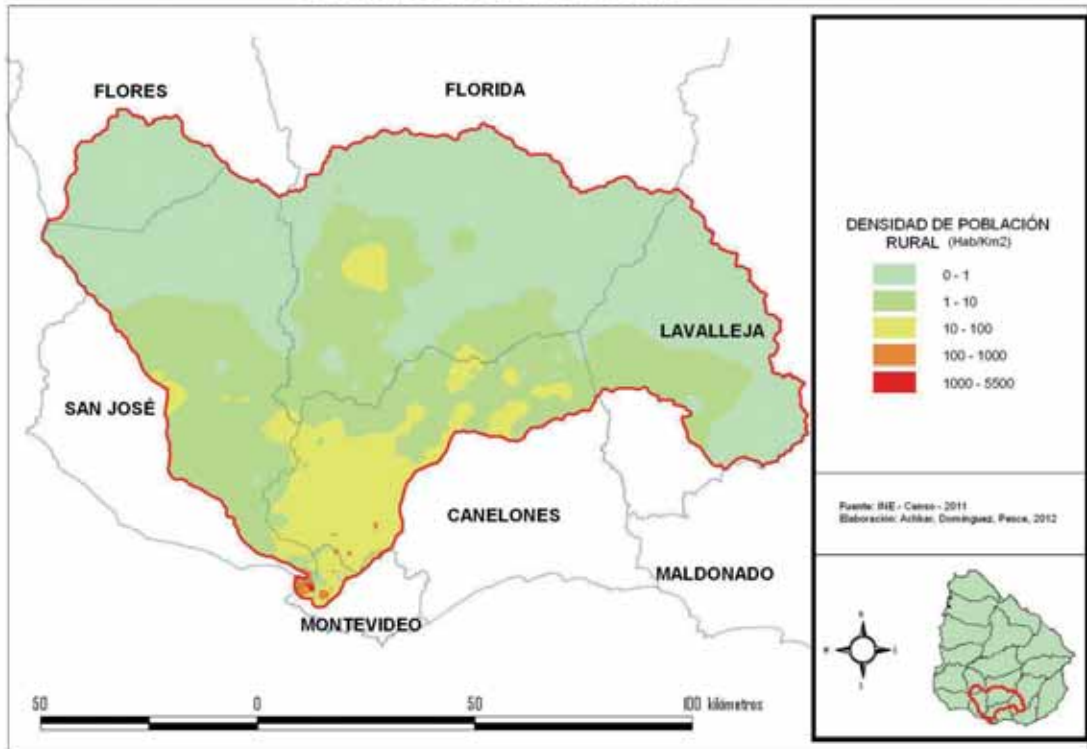 FLORES
FLORIDA
LAVALLEJA
SAN JOSÉ
CANELONES
MALDONADO
MONTEVIDEO
50 0 50 100 kilómetros
DENSIDAD DE POBLACIÓN
RURAL (Hab/Km2)
0 - 1
1 - 10
10 - 100
100 - 1000
1000 - 5500
Fuente: INE - Censo - 2011
Elaboración: Achkar, Domínguez, Pesce, 2012